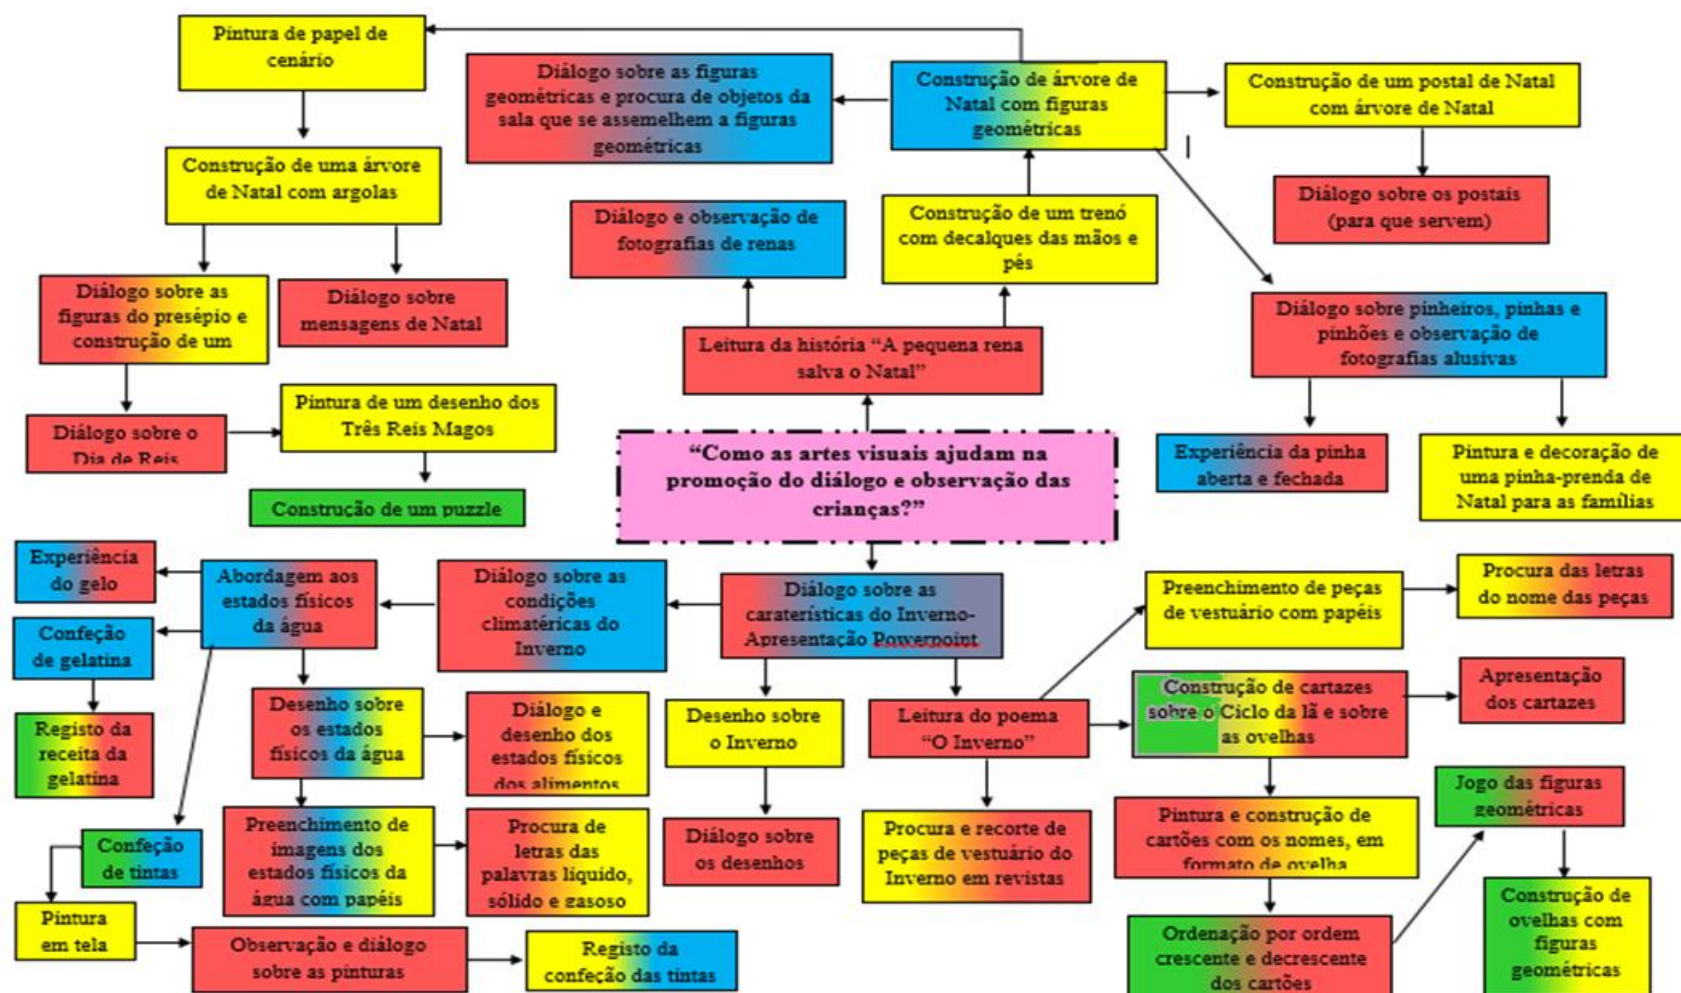 Pintura de papel de
cenário
Diálogo sobre as figuras
geométricas e procura de objetos da
sala que se assemelhem a figuras
geométricas
Construção de árvore de
Natal com figuras
geométricas
Construção de um postal de Natal
com árvore de Natal
Construção de uma árvore
de Natal com argolas
Diálogo e observação de
fotografias de renas
Construção de um trenó
com decalques das mãos e
pés
Diálogo sobre os postais
(para que servem)
Diálogo sobre as
figuras do presépio e
construção de um
Diálogo sobre
mensagens de Natal
Leitura da história “A pequena rena
salva o Natal”
Diálogo sobre pinheiros, pinhas e
pinhões e observação de
fotografias alusivas
Diálogo sobre o
Dia de Reis
Pintura de um desenho dos
Três Reis Magos
Construção de um puzzle
“Como as artes visuais ajudam na
promoção do diálogo e observação das
crianças?”
Experiência da pinha
aberta e fechada
Pintura e decoração de
uma pinha-prenda de
Natal para as famílias
Experiência
do gelo
Abordagem aos
estados físicos
da água
Diálogo sobre as
condições
climatéricas do
Inverno
Diálogo sobre as
caraterísticas do Inverno-
Apresentação Powerpoint
Preenchimento de peças
de vestuário com papéis
Procura das letras
do nome das peças
Confeção
de gelatina
Registo da
receita da
gelatina
Desenho sobre
os estados
físicos da água
Diálogo e
desenho dos
estados físicos
dos alimentos
Desenho sobre
o Inverno
Leitura do poema
“O Inverno”
Construção de cartazes
sobre o Ciclo da lã e sobre
as ovelhas
Apresentação
dos cartazes
Confeção
de tintas
Preenchimento de
imagens dos
estados físicos da
água com papéis
Procura de
letras das
palavras líquido,
sólido e gasoso
Diálogo sobre
os desenhos
Procura e recorte de
peças de vestuário do
Inverno em revistas
Pintura e construção de
cartões com os nomes, em
formato de ovelha
Jogo das figuras
geométricas
Pintura
em tela
Observação e diálogo
sobre as pinturas
Registo da
confeção das tintas
Ordenação por ordem
crescente e decrescente
dos cartões
Construção de
ovelhas com
figuras
geométricas